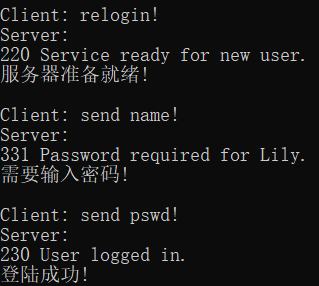 Client: relogin!
Server:
220 Service ready for new user.
服务器准备就绪!
Client: send name!
Server:
331 Password required for Lily.
需要输入密码!
Client: send pswd!
Server:
230 User logged in.
登陆成功!